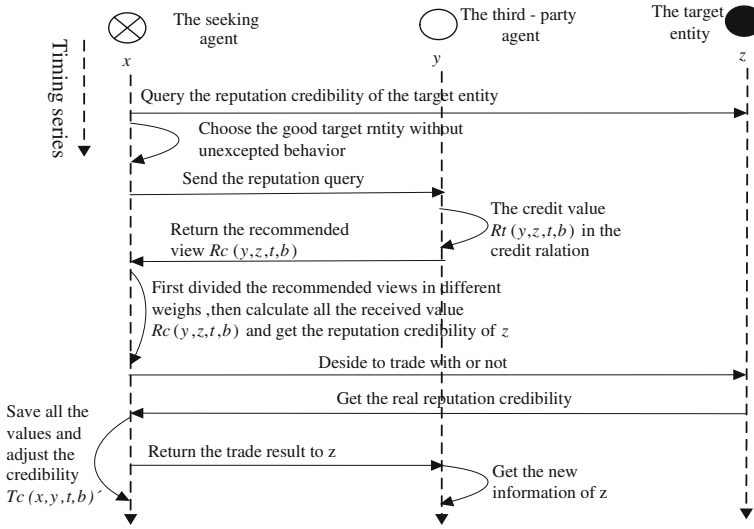 The seeking
agent
The third - party
agent
The target
entity
x
y
z
Timing series
Query the reputation credibility of the target entity
Choose the good target rntity without
unexcepted behavior
Send the reputation query
The credit value
Rt (y,z,t,b) in the
credit ralation
Return the recommended
view Rc (y,z,t,b)
First divided the recommended views in different
weighs ,then calculate all the received value
Rc (y,z,t,b) and get the reputation credibility of z
Deside to trade with or not
Get the real reputation credibility
Save all the
values and
adjust the
credibility
Tc (x,y,t,b)´
Return the trade result to z
Get the new
information of z